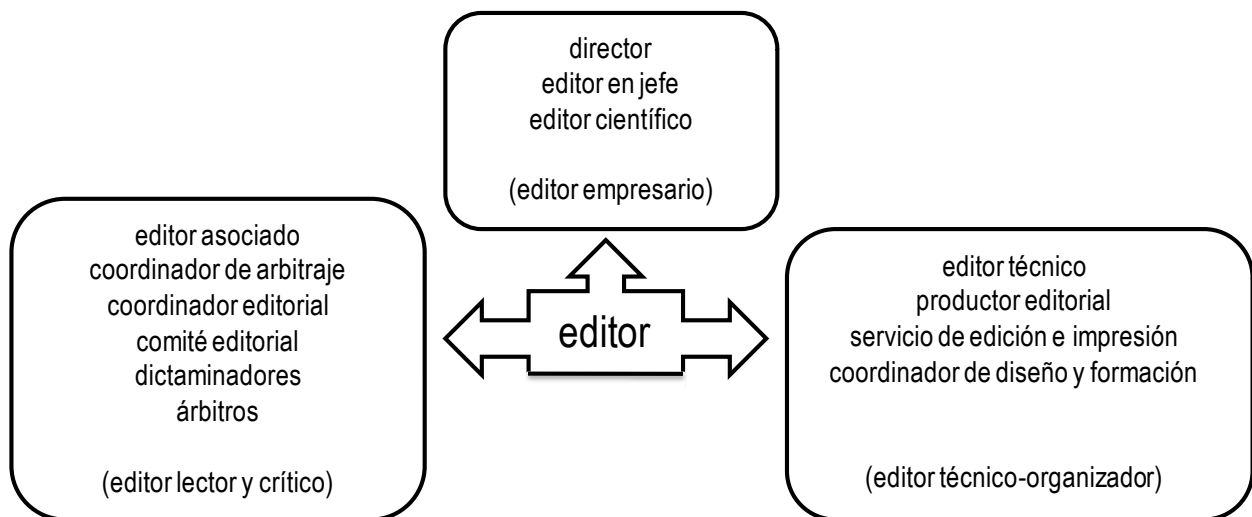 director
editor en jefe
editor científico
(editor empresario)
editor asociado
coordinador de arbitraje
coordinador editorial
comité editorial
dictaminadores
árbitros
(editor lector y crítico)
editor
editor técnico
productor editorial
servicio de edición e impresión
coordinador de diseño y formación
(editor técnico-organizador)